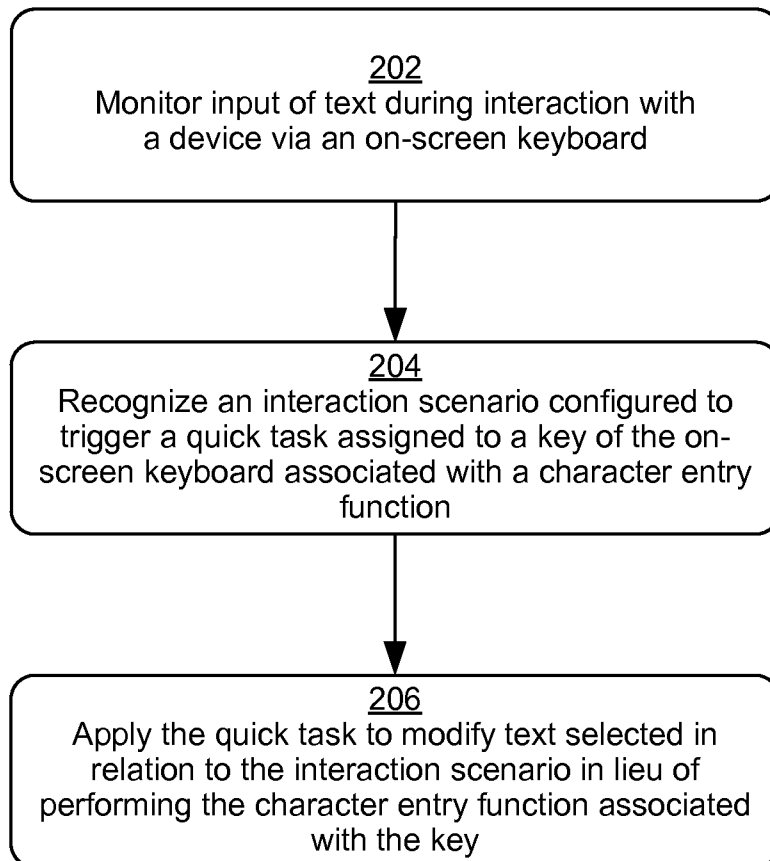 202
Monitor input of text during interaction with
a device via an on-screen keyboard
204
Recognize an interaction scenario configured to
trigger a quick task assigned to a key of the on-
screen keyboard associated with a character entry
function
206
Apply the quick task to modify text selected in
relation to the interaction scenario in lieu of
performing the character entry function associated
with the key